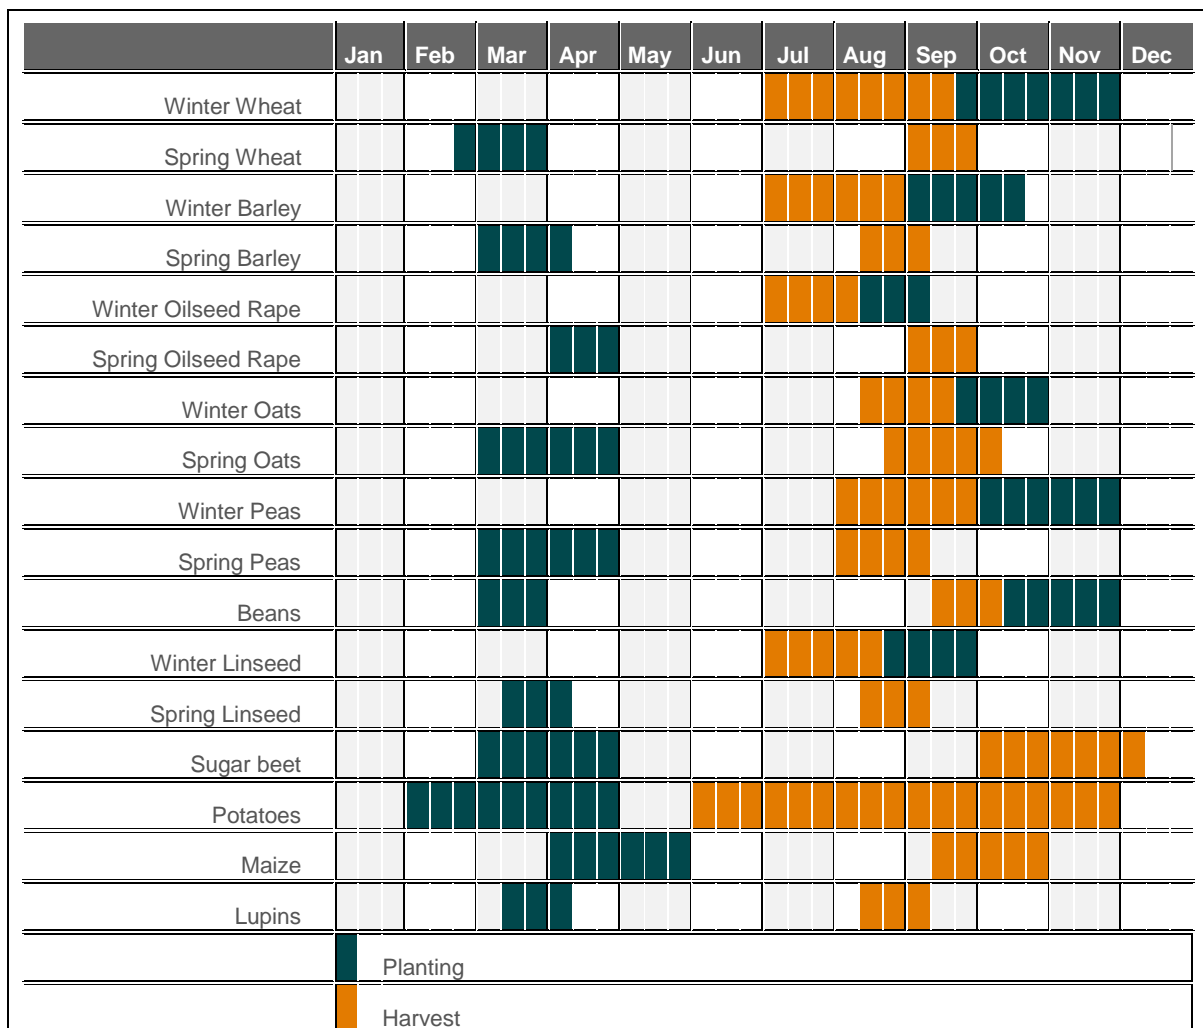 Jan Feb Mar Apr May Jun Jul Aug Sep Oct Nov Dec
Winter Wheat
Spring Wheat
Winter Barley
Spring Barley
Winter Oilseed Rape
Spring Oilseed Rape
Winter Oats
Spring Oats
Winter Peas
Spring Peas
Beans
Winter Linseed
Spring Linseed
Sugar beet
Potatoes
Maize
Lupins
Planting
Harvest